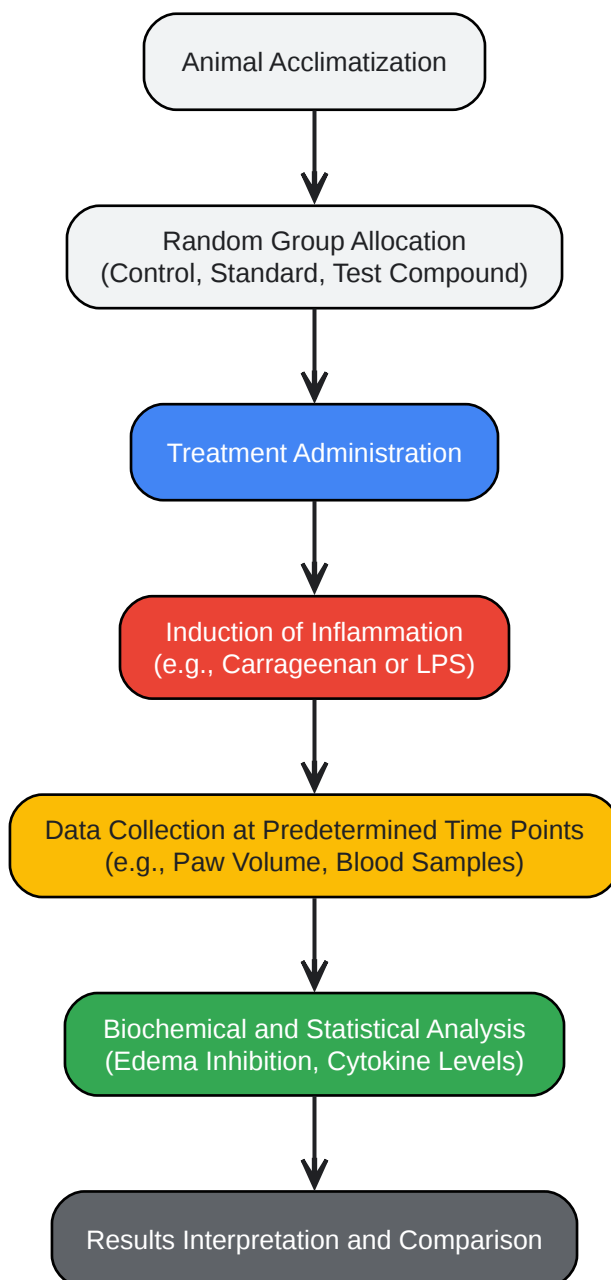 Animal Acclimatization
Random Group Allocation
(Control, Standard, Test Compound)
Treatment Administration
Induction of Inflammation
(e.g., Carrageenan or LPS)
Data Collection at Predetermined Time Points
(e.g., Paw Volume, Blood Samples)
Biochemical and Statistical Analysis
(Edema Inhibition, Cytokine Levels)
Results Interpretation and Comparison